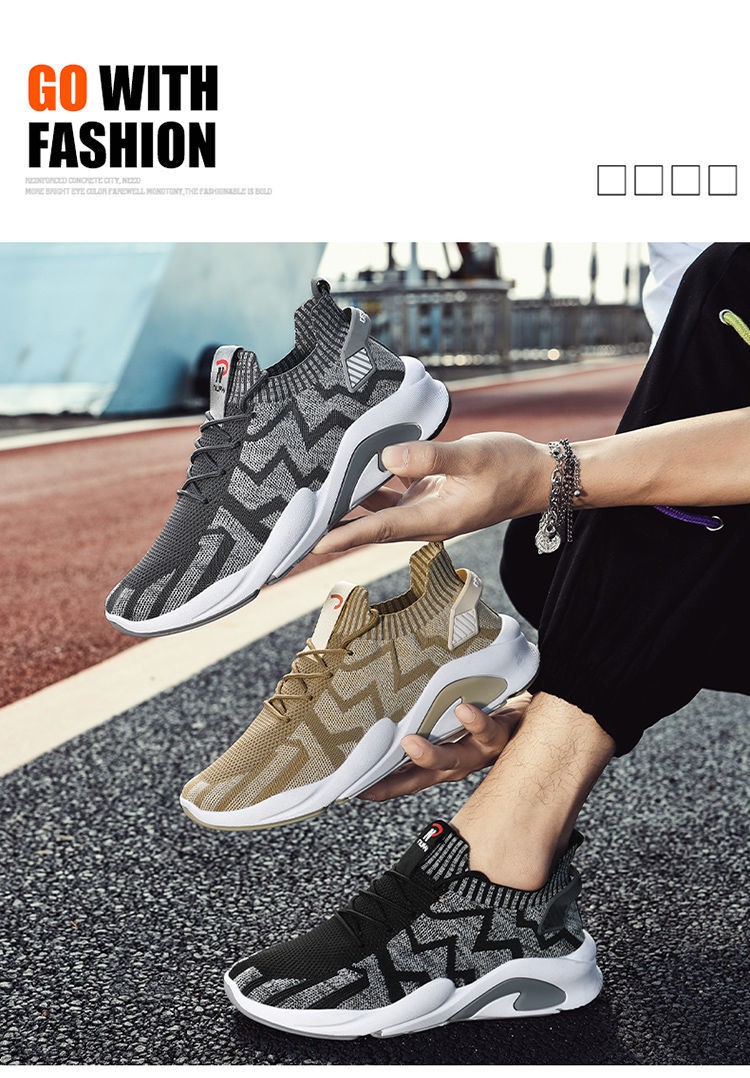 GO WITH
FASHION
REINFORCED CONCRETE CITY, NEED
MORE BRIGHT EYE COLOR FAREWELL MONOTONY,THE FASHIONABLE IS BOLD